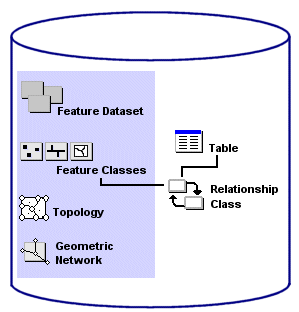 Feature Dataset
Feature Classes
Topology
Geometric
Network
Table
Relationship
Class